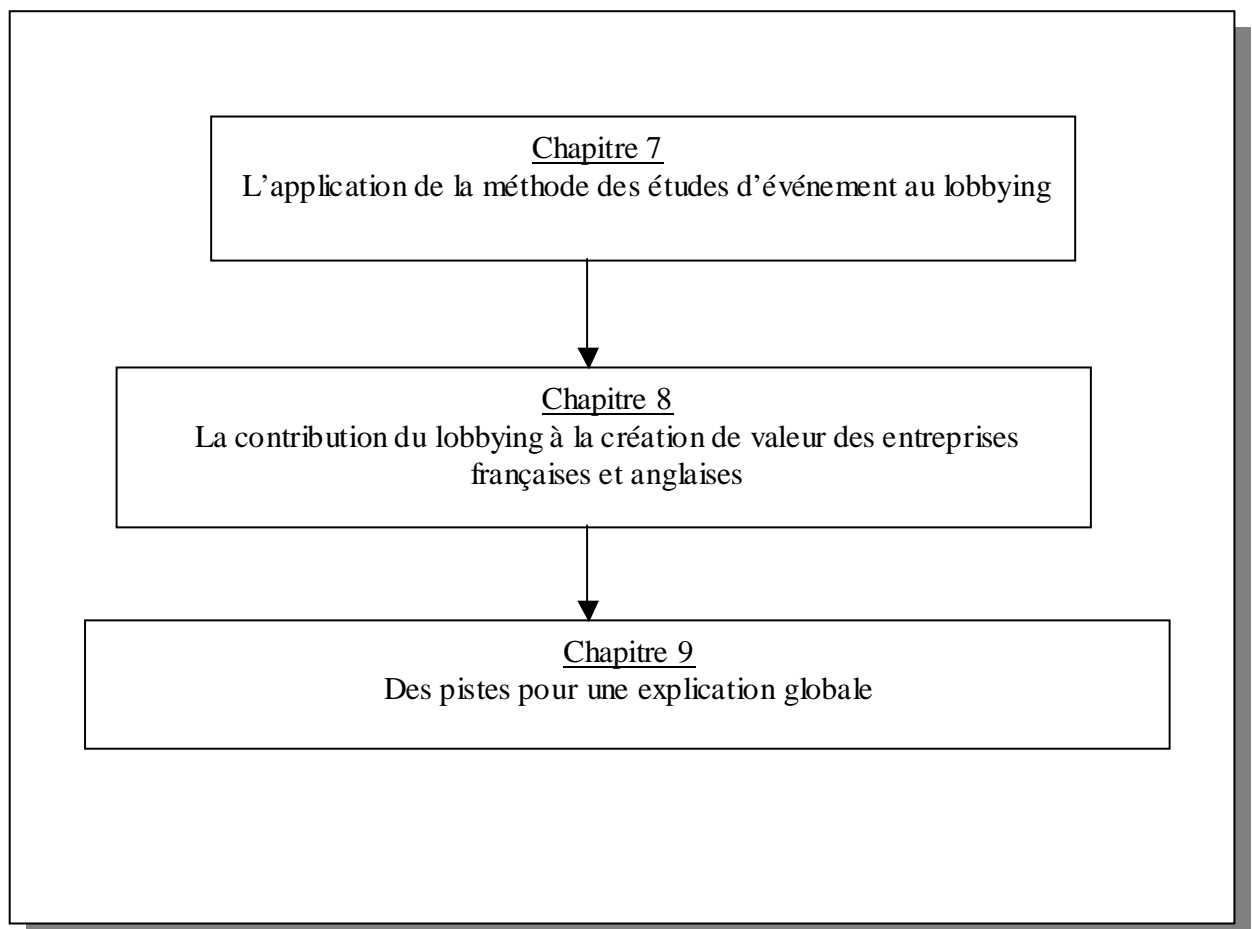 Chapitre 7
L’application de la méthode des études d’événement au lobbying
Chapitre 8
La contribution du lobbying à la création de valeur des entreprises
françaises et anglaises
Chapitre 9
Des pistes pour une explication globale